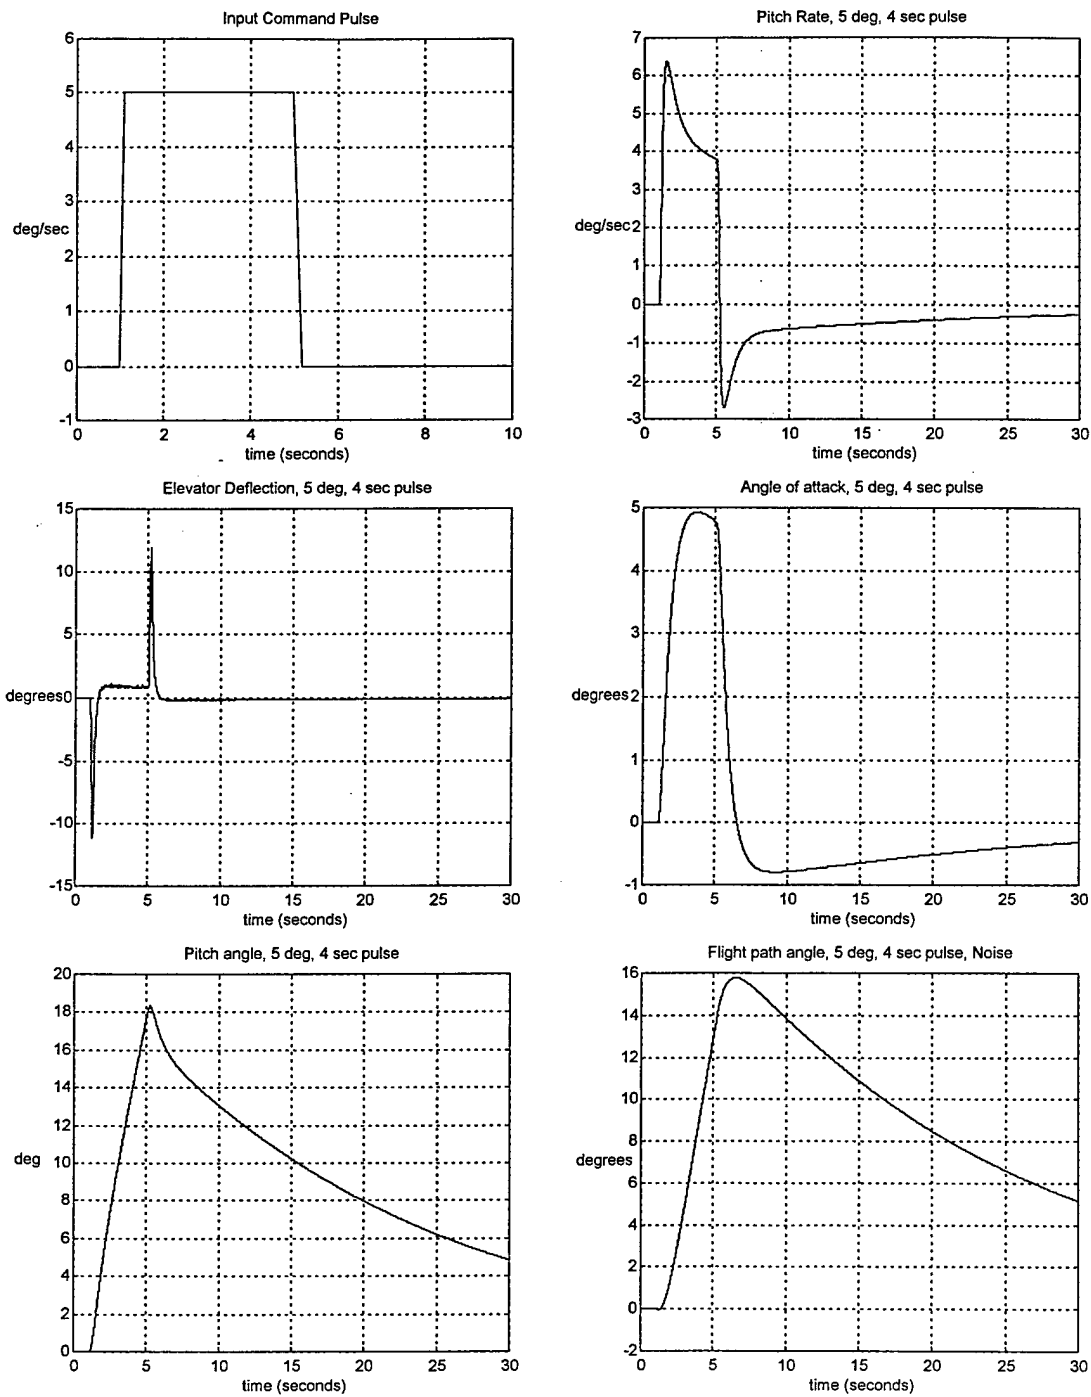 Input Command Pulse
6
5
4
3
deg/sec
2
1
0
-1
0 2 4 6 8 10
time (seconds)
Pitch Rate, 5 deg, 4 sec pulse
7
6
5
4
3
deg/sec2
1
0
-1
-2
-3
0 5 10 15 20 25 30
time (seconds)
Elevator Deflection, 5 deg, 4 sec pulse
15
10
5
degrees0
-5
-10
-15
0 5 10 15 20 25 30
time (seconds)
Angle of attack, 5 deg, 4 sec pulse
5
4
3
degrees2
1
0
-1
0 5 10 15 20 25 30
time (seconds)
Pitch angle, 5 deg, 4 sec pulse
20
18
16
14
12
deg
10
8
6
4
2
0
0 5 10 15 20 25 30
time (seconds)
Flight path angle, 5 deg, 4 sec pulse, Noise
16
14
12
10
8
degrees
6
4
2
0
-2
0 5 10 15 20 25 30
time (seconds)